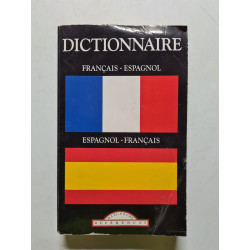 DICTIONNAIRE
FRANÇAIS - ESPAGNOL
ESPAGNOL - FRANÇAIS